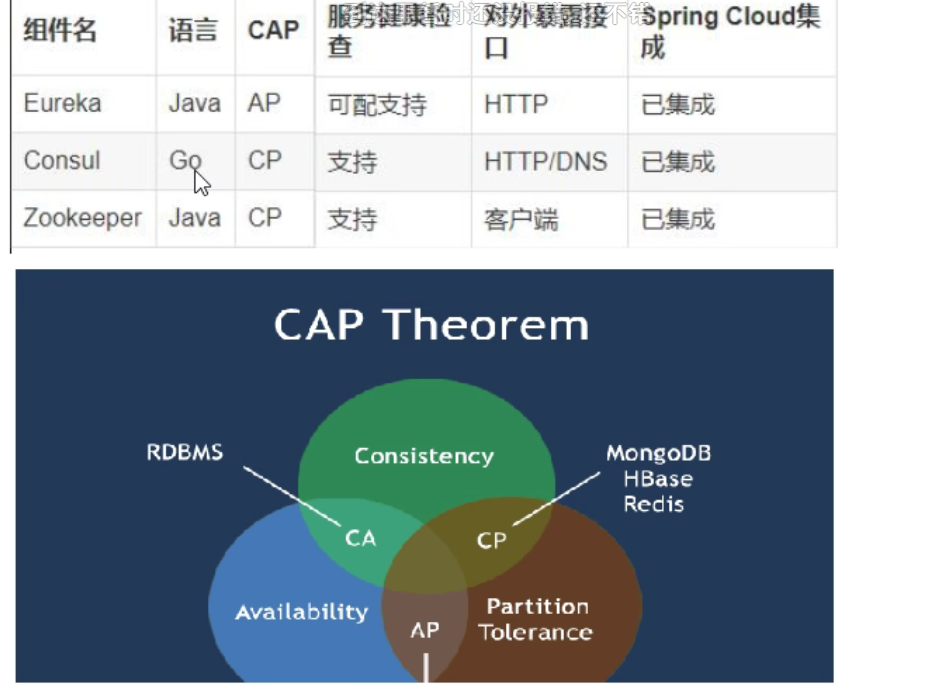 组件名 语言 CAP 服务健康检查 对外暴露接口 Spring Cloud集成
Eureka Java AP 可配支持 HTTP 已集成
Consul Go CP 支持 HTTP/DNS 已集成
Zookeeper Java CP 支持 客户端 已集成
CAP Theorem
RDBMS
Consistency
MongoDB
HBase
Redis
CA
CP
Availability
AP
Partition
Tolerance